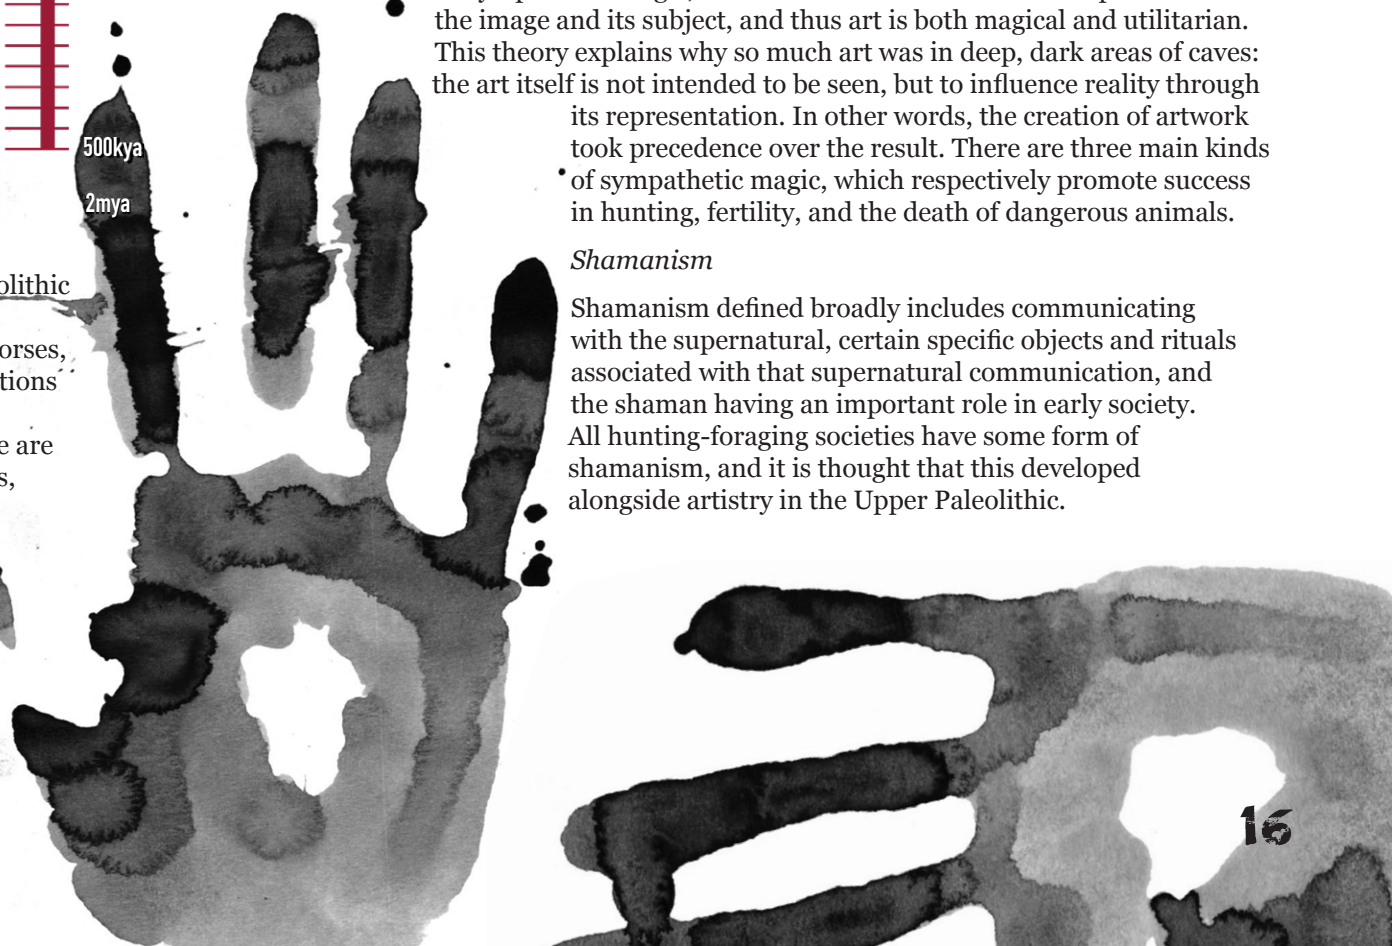 the image and its subject, and thus art is both magical and utilitarian.
This theory explains why so much art was in deep, dark areas of caves:
the art itself is not intended to be seen, but to influence reality through
its representation. In other words, the creation of artwork
took precedence over the result. There are three main kinds
of sympathetic magic, which respectively promote success
in hunting, fertility, and the death of dangerous animals.
Shamanism
Shamanism defined broadly includes communicating
with the supernatural, certain specific objects and rituals
associated with that supernatural communication, and
the shaman having an important role in early society.
All hunting-foraging societies have some form of
shamanism, and it is thought that this developed
alongside artistry in the Upper Paleolithic.
500kya
2mya
olithic
orses,
tions
e are
s,
16